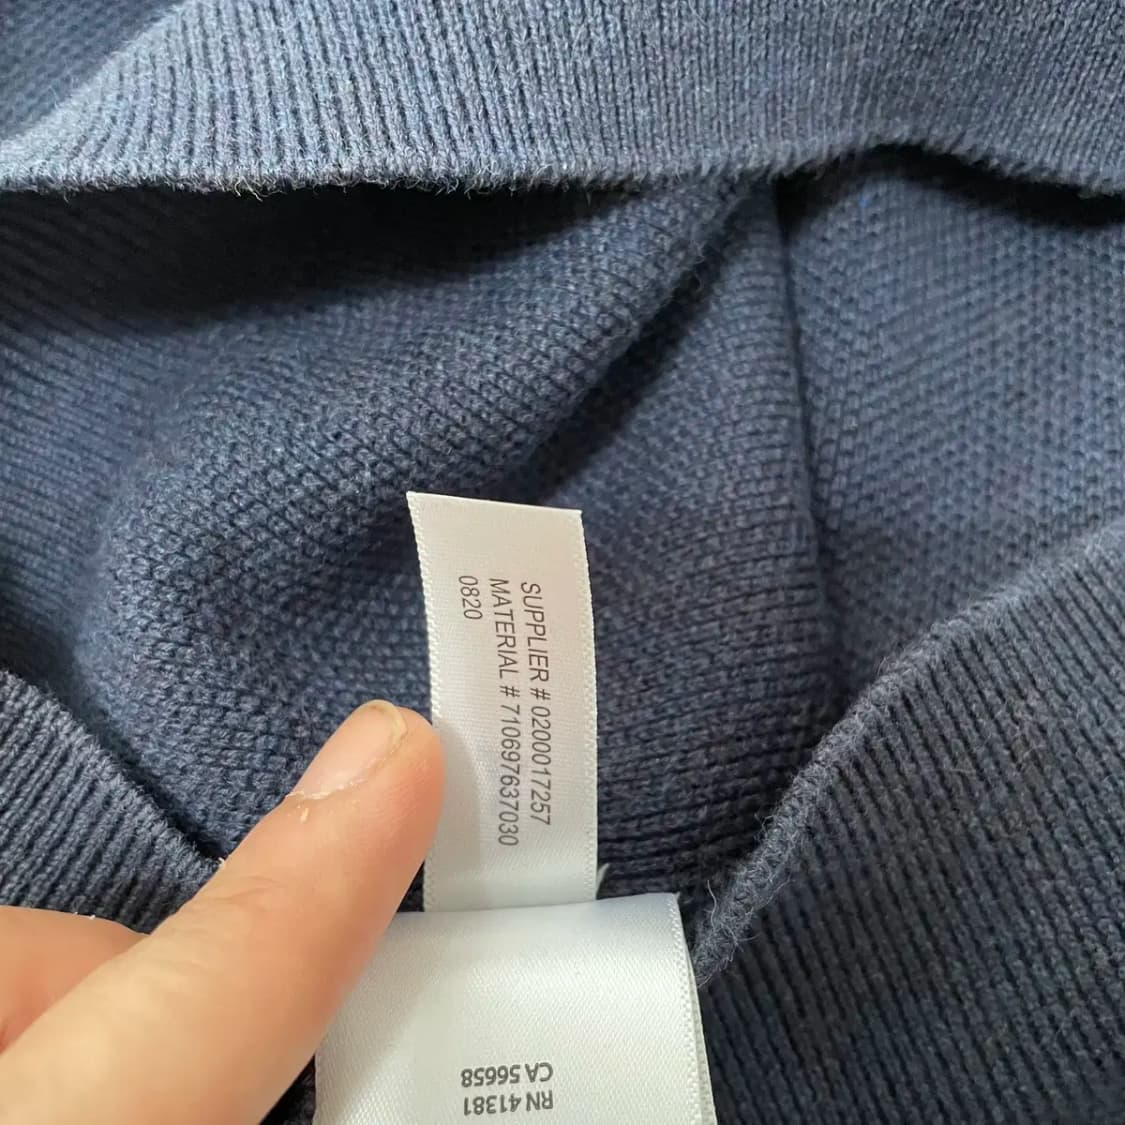 SUPPLIER # 0200017257
MATERIAL # 710697637030
0820
RN 41381
CA 56658